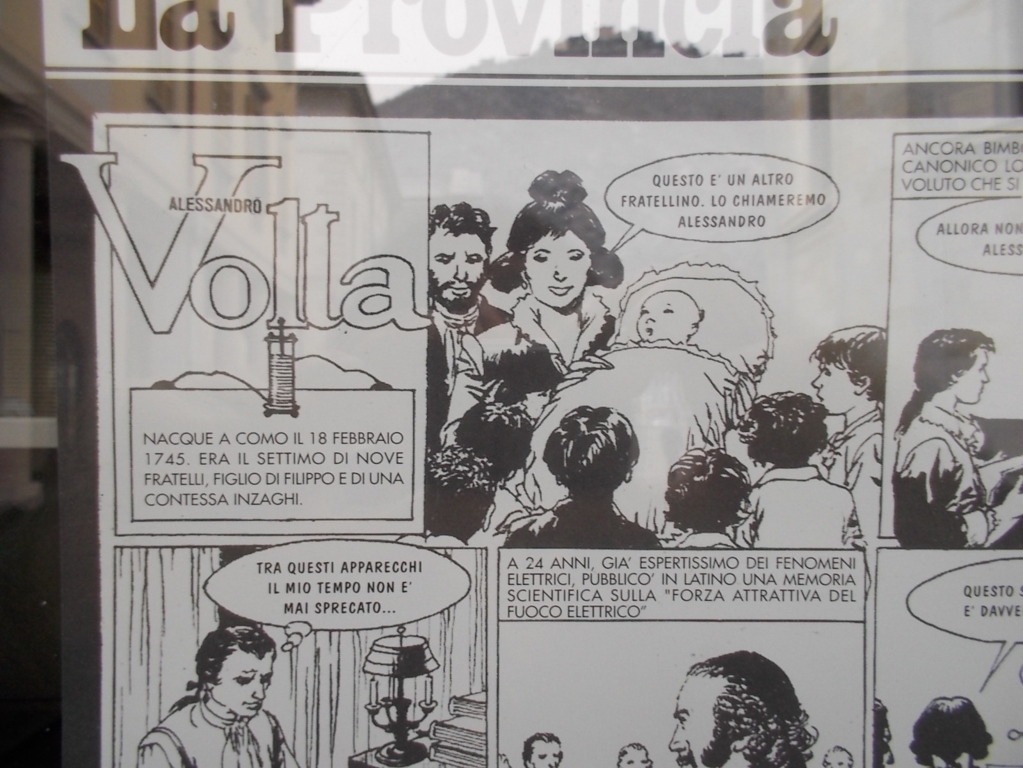 La Provincia
ALESSANDRO
Volta
NACQUE A COMO IL 18 FEBBRAIO
1745. ERA IL SETTIMO DI NOVE
FRATELLI, FIGLIO DI FILIPPO E DI UNA
CONTESSA INZAGHI.
QUESTO E' UN ALTRO
FRATELLINO. LO CHIAMEREMO
ALESSANDRO
ANCORA BIMBO
CANONICO LO
VOLUTO CHE SI
ALLORA NON
ALESS
TRA QUESTI APPARECCHI
IL MIO TEMPO NON E'
MAI SPRECATO...
A 24 ANNI, GIA' ESPERTISSIMO DEI FENOMENI
ELETTRICI, PUBBLICO' IN LATINO UNA MEMORIA
SCIENTIFICA SULLA "FORZA ATTRATTIVA DEL
FUOCO ELETTRICO"
QUESTO S
E' DAVVE